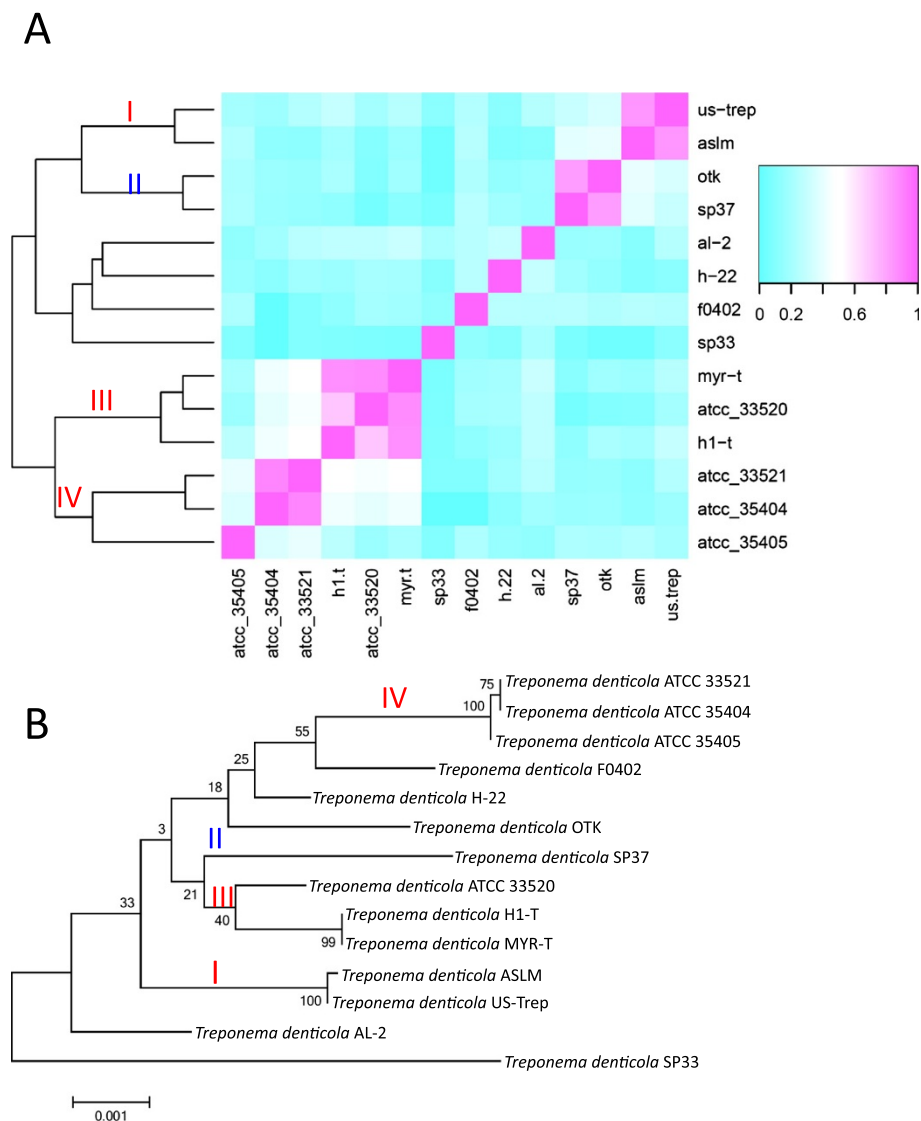 A
I
us-trep
aslm
otk
II
sp37
al-2
h-22
f0402
sp33
myr-t
III
atcc_33520
h1-t
atcc_33521
IV
atcc_35404
atcc_35405
0 0.2 0.6 1
atcc_35405
atcc_35404
atcc_33521
h1.t
atcc_33520
myr.t
sp33
f0402
h.22
al.2
sp37
otk
aslm
us.trep
B
IV
75
Treponema denticola ATCC 33521
100
Treponema denticola ATCC 35404
Treponema denticola ATCC 35405
55
Treponema denticola F0402
25
Treponema denticola H-22
18
Treponema denticola OTK
3
II
Treponema denticola SP37
21
III
Treponema denticola ATCC 33520
33
40
Treponema denticola H1-T
99
Treponema denticola MYR-T
I
Treponema denticola ASLM
100
Treponema denticola US-Trep
Treponema denticola AL-2
Treponema denticola SP33
0.001